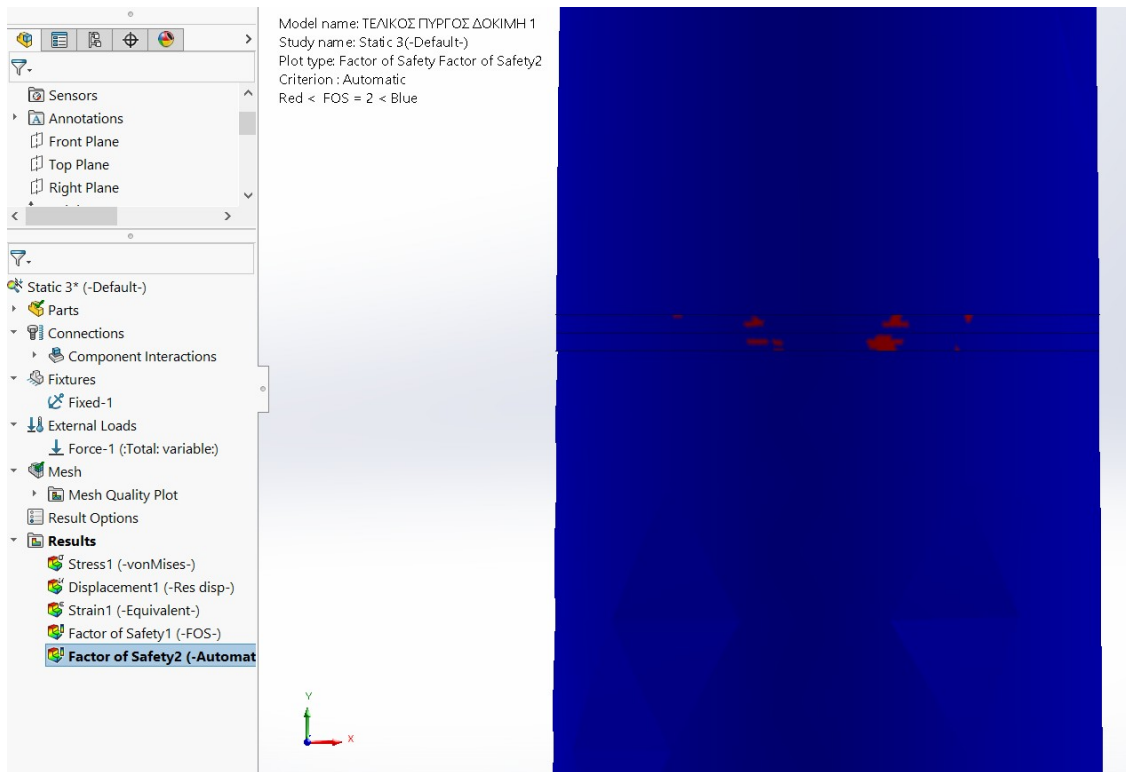 Model name: ΤΕΛΙΚΟΣ ΠΥΡΓΟΣ ΔΟΚΙΜΗ 1
Study name: Static 3(-Default-)
Plot type: Factor of Safety Factor of Safety2
Criterion : Automatic
Red < FOS = 2 < Blue
Sensors
Annotations
Front Plane
Top Plane
Right Plane
Static 3* (-Default-)
Parts
Connections
Component Interactions
Fixtures
Fixed-1
External Loads
Force-1 (:Total: variable:)
Mesh
Mesh Quality Plot
Result Options
Results
Stress1 (-vonMises-)
Displacement1 (-Res disp-)
Strain1 (-Equivalent-)
Factor of Safety1 (-FOS-)
Factor of Safety2 (-Automat
Y
X